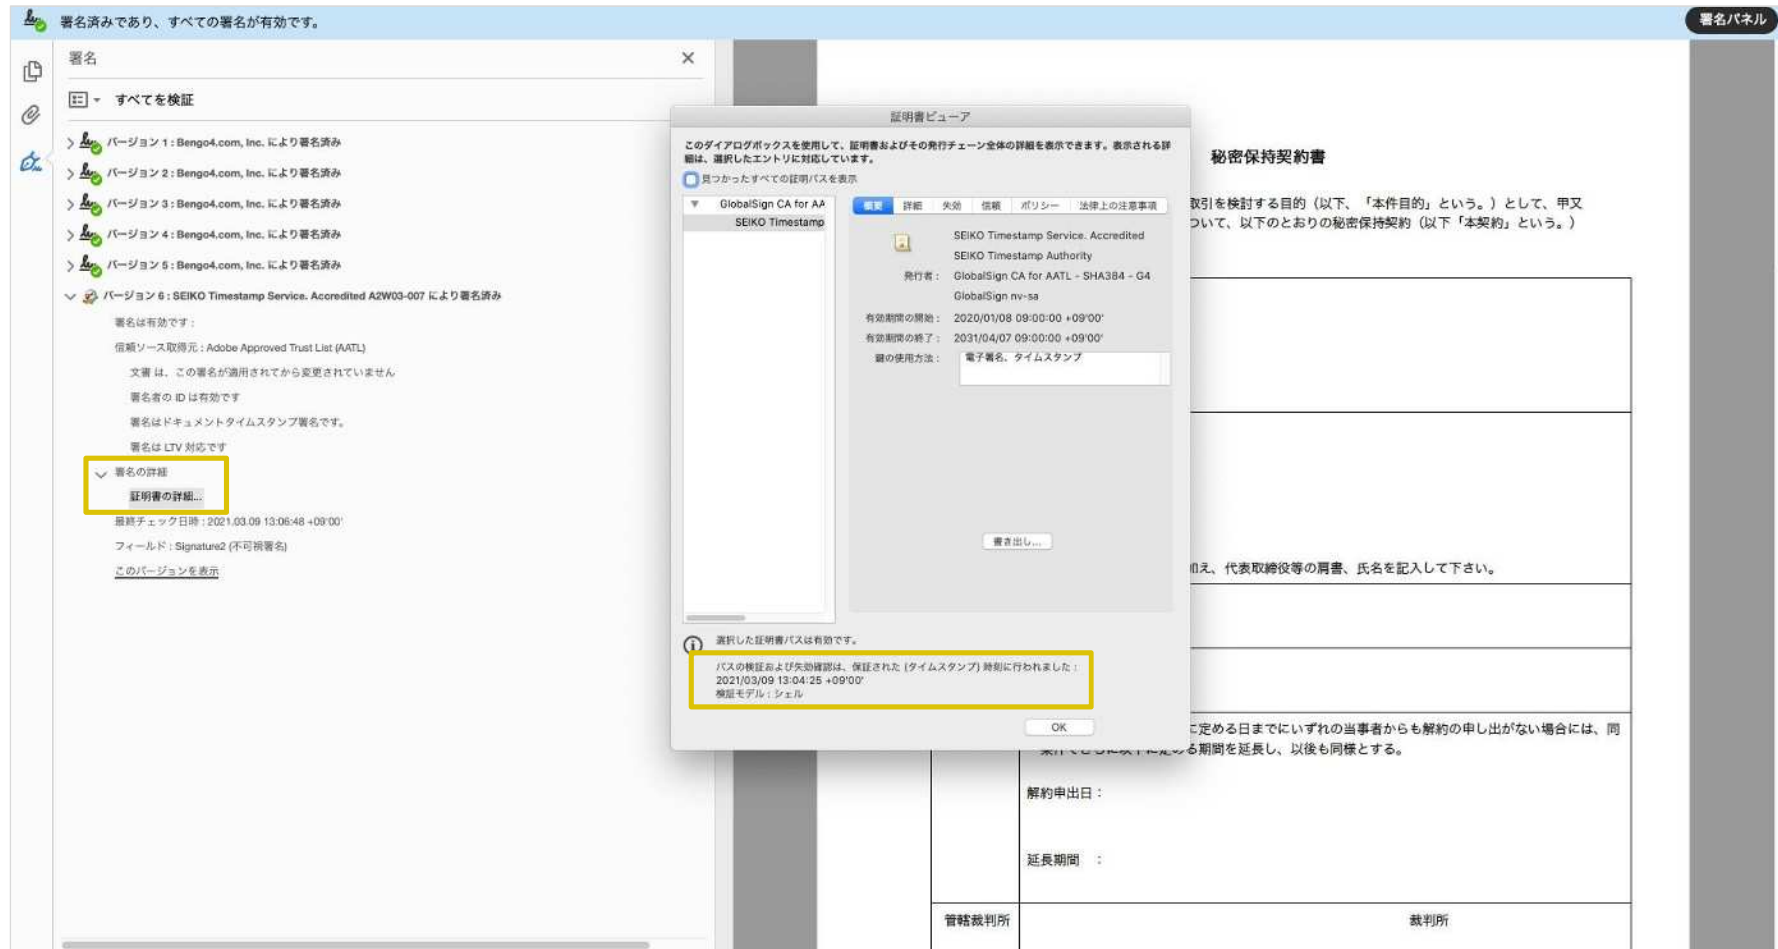 署名済みであり、すべての署名が有効です。
署名パネル
署名
すべてを検証
バージョン 1 : Bengo4.com, Inc. により署名済み
バージョン 2 : Bengo4.com, Inc. により署名済み
バージョン 3 : Bengo4.com, Inc. により署名済み
バージョン 4 : Bengo4.com, Inc. により署名済み
バージョン 5 : Bengo4.com, Inc. により署名済み
バージョン 6 : SEIKO Timestamp Service. Accredited A2W03-007 により署名済み
署名は有効です :
信頼ソース取得元 : Adobe Approved Trust List (AATL)
文書 は、この署名が適用されてから変更されていません
署名者の ID は有効です
署名はドキュメントタイムスタンプ署名です。
署名は LTV 対応です
署名の詳細
証明書の詳細...
最終チェック日時 : 2021.03.09 13:06:48 +09'00'
フィールド : Signature2 (不可視署名)
このバージョンを表示
証明書ビューア
このダイアログボックスを使用して、証明書およびその発行チェーン全体の詳細を表示できます。表示される詳
細は、選択したエントリに対応しています。
見つかったすべての証明パスを表示
GlobalSign CA for AA
SEIKO Timestamp
概要 詳細 失効 信頼 ポリシー 法律上の注意事項
SEIKO Timestamp Service. Accredited
SEIKO Timestamp Authority
発行者 : GlobalSign CA for AATL - SHA384 - G4
GlobalSign nv-sa
有効期間の開始 : 2020/01/08 09:00:00 +09'00'
有効期間の終了 : 2031/04/07 09:00:00 +09'00'
鍵の使用方法 : 電子署名、タイムスタンプ
書き出し...
選択した証明書パスは有効です。
パスの検証および失効確認は、保証された (タイムスタンプ) 時刻に行われました :
2021/03/09 13:04:25 +09'00'
検証モデル : シェル
OK
秘密保持契約書
取引を検討する目的（以下、「本件目的」という。）として、甲又
ついて、以下のとおりの秘密保持契約（以下「本契約」という。）
加え、代表取締役等の肩書、氏名を記入して下さい。
に定める日までにいずれの当事者からも解約の申し出がない場合には、同
る期間を延長し、以後も同様とする。
解約申出日：
延長期間 ：
管轄裁判所 裁判所